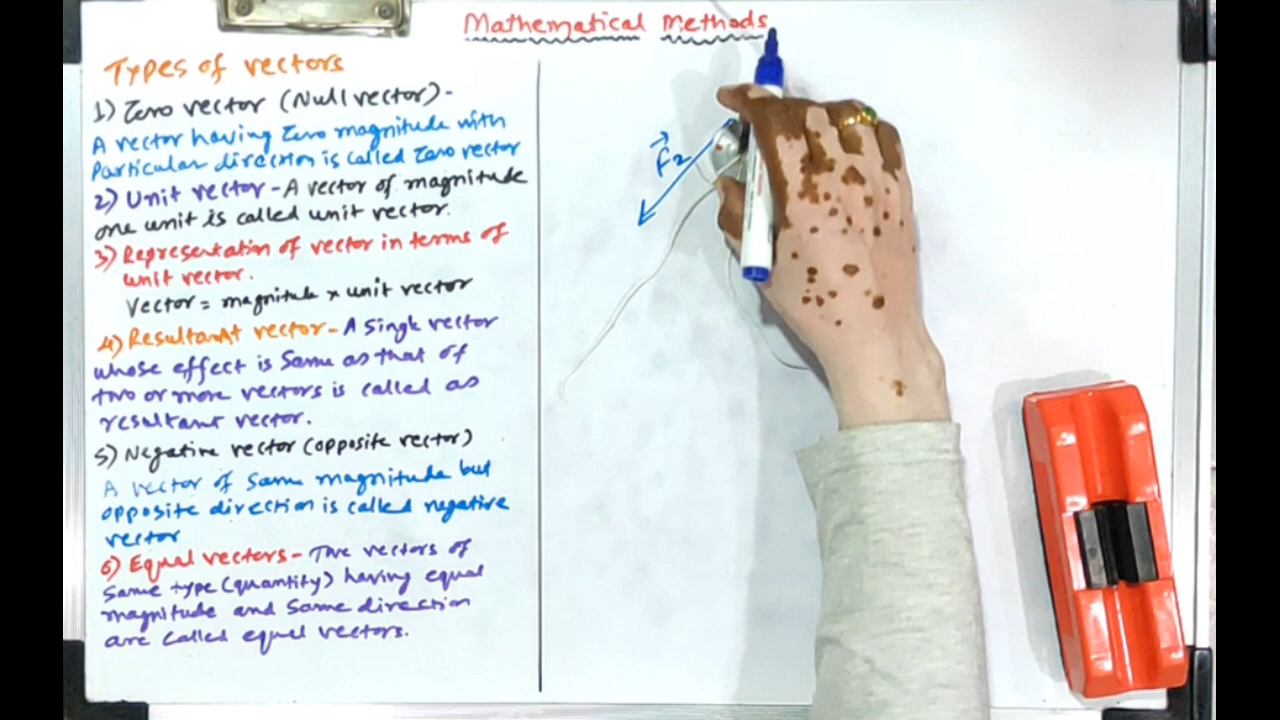 Mathematical Methods
Types of vectors
1) Zero vector (Null vector) -
A vector having Zero magnitude with
Particular direction is called Zero vector
2) Unit vector - A vector of magnitude
one unit is called unit vector.
3) Representation of vector in terms of
unit vector.
Vector = magnitude x unit vector
4) Resultant vector - A Single vector
whose effect is Same as that of
two or more vectors is called as
resultant vector.
5) Negative vector (opposite vector)
A vector of Same magnitude but
opposite direction is called negative
vector
6) Equal vectors - The vectors of
Same type (quantity) having equal
magnitude and Same direction
are called equal vectors.
F⃗2